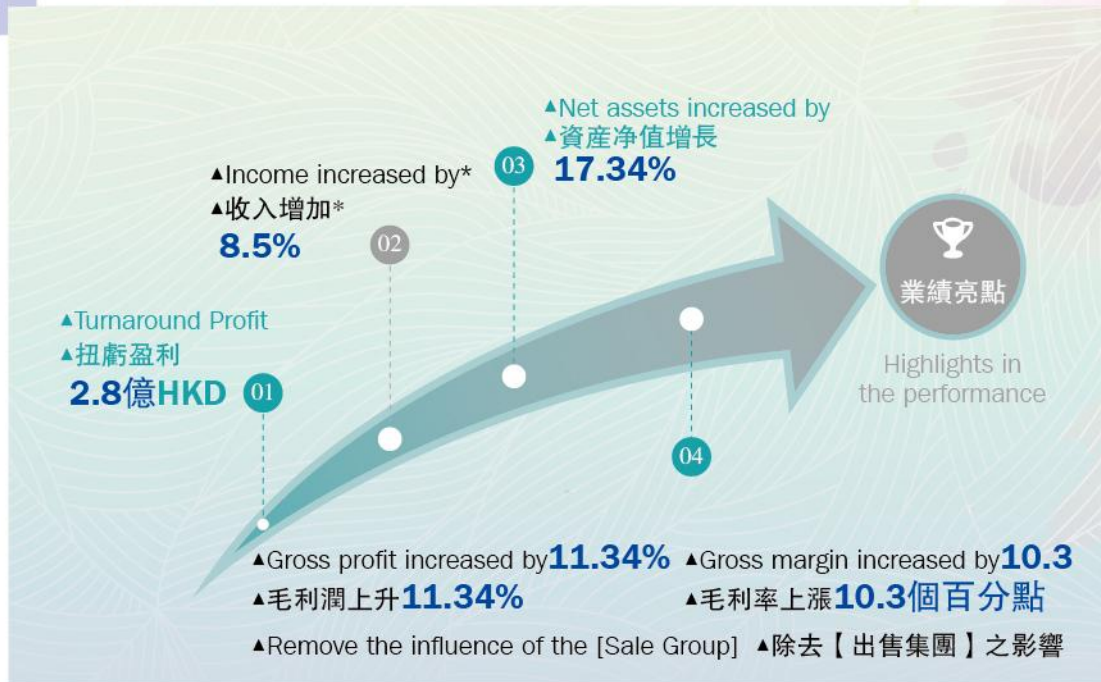 ▲Turnaround Profit
▲扭虧盈利
2.8億HKD
01
▲Income increased by*
▲收入增加*
8.5%
02
▲Net assets increased by
▲資産净值增長
17.34%
03
04
業績亮點
Highlights in
the performance
▲Gross profit increased by11.34%
▲毛利潤上升11.34%
▲Gross margin increased by10.3
▲毛利率上漲10.3個百分點
▲Remove the influence of the [Sale Group] ▲除去【出售集團】之影響